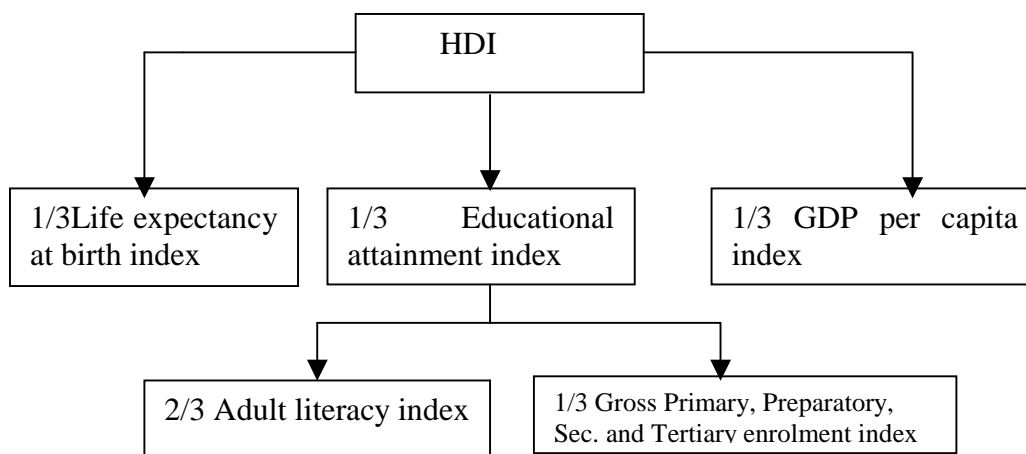 HDI
1/3Life expectancy
at birth index
1/3 Educational
attainment index
1/3 GDP per capita
index
2/3 Adult literacy index
1/3 Gross Primary, Preparatory,
Sec. and Tertiary enrolment index